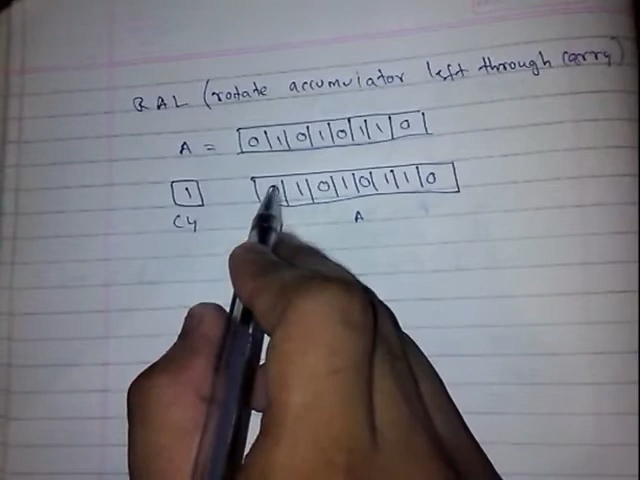 RAL (rotate accumulator left through carry)
A = 0 1 0 1 0 1 1 0
1 0 1 0 1 0 1 1 0
CY A